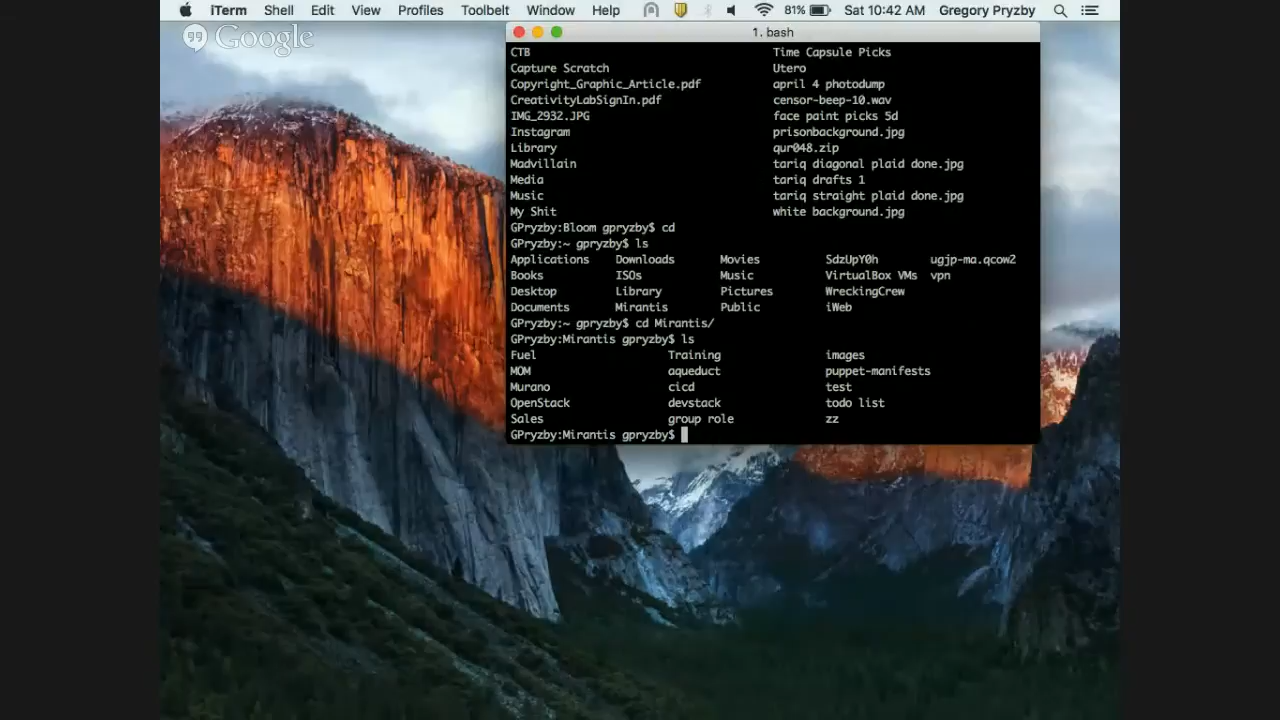 iTerm Shell Edit View Profiles Toolbelt Window Help 81% Sat 10:42 AM Gregory Pryzby
Google
1. bash
CTB Time Capsule Picks
Capture Scratch Utero
Copyright_Graphic_Article.pdf april 4 photodump
CreativityLabSignIn.pdf censor-beep-10.wav
IMG_2932.JPG face paint picks 5d
Instagram prisonbackground.jpg
Library qur048.zip
Madvillain tariq diagonal plaid done.jpg
Media tariq drafts 1
Music tariq straight plaid done.jpg
My Shit white background.jpg
GPryzby:Bloom gpryzby$ cd
GPryzby:~ gpryzby$ ls
Applications Downloads Movies SdzUpY0h ugjp-ma.qcow2
Books ISOs Music VirtualBox VMs vpn
Desktop Library Pictures WreckingCrew
Documents Mirantis Public iWeb
GPryzby:~ gpryzby$ cd Mirantis/
GPryzby:Mirantis gpryzby$ ls
Fuel Training images
MOM aqueduct puppet-manifests
Murano cicd test
OpenStack devstack todo list
Sales group role zz
GPryzby:Mirantis gpryzby$